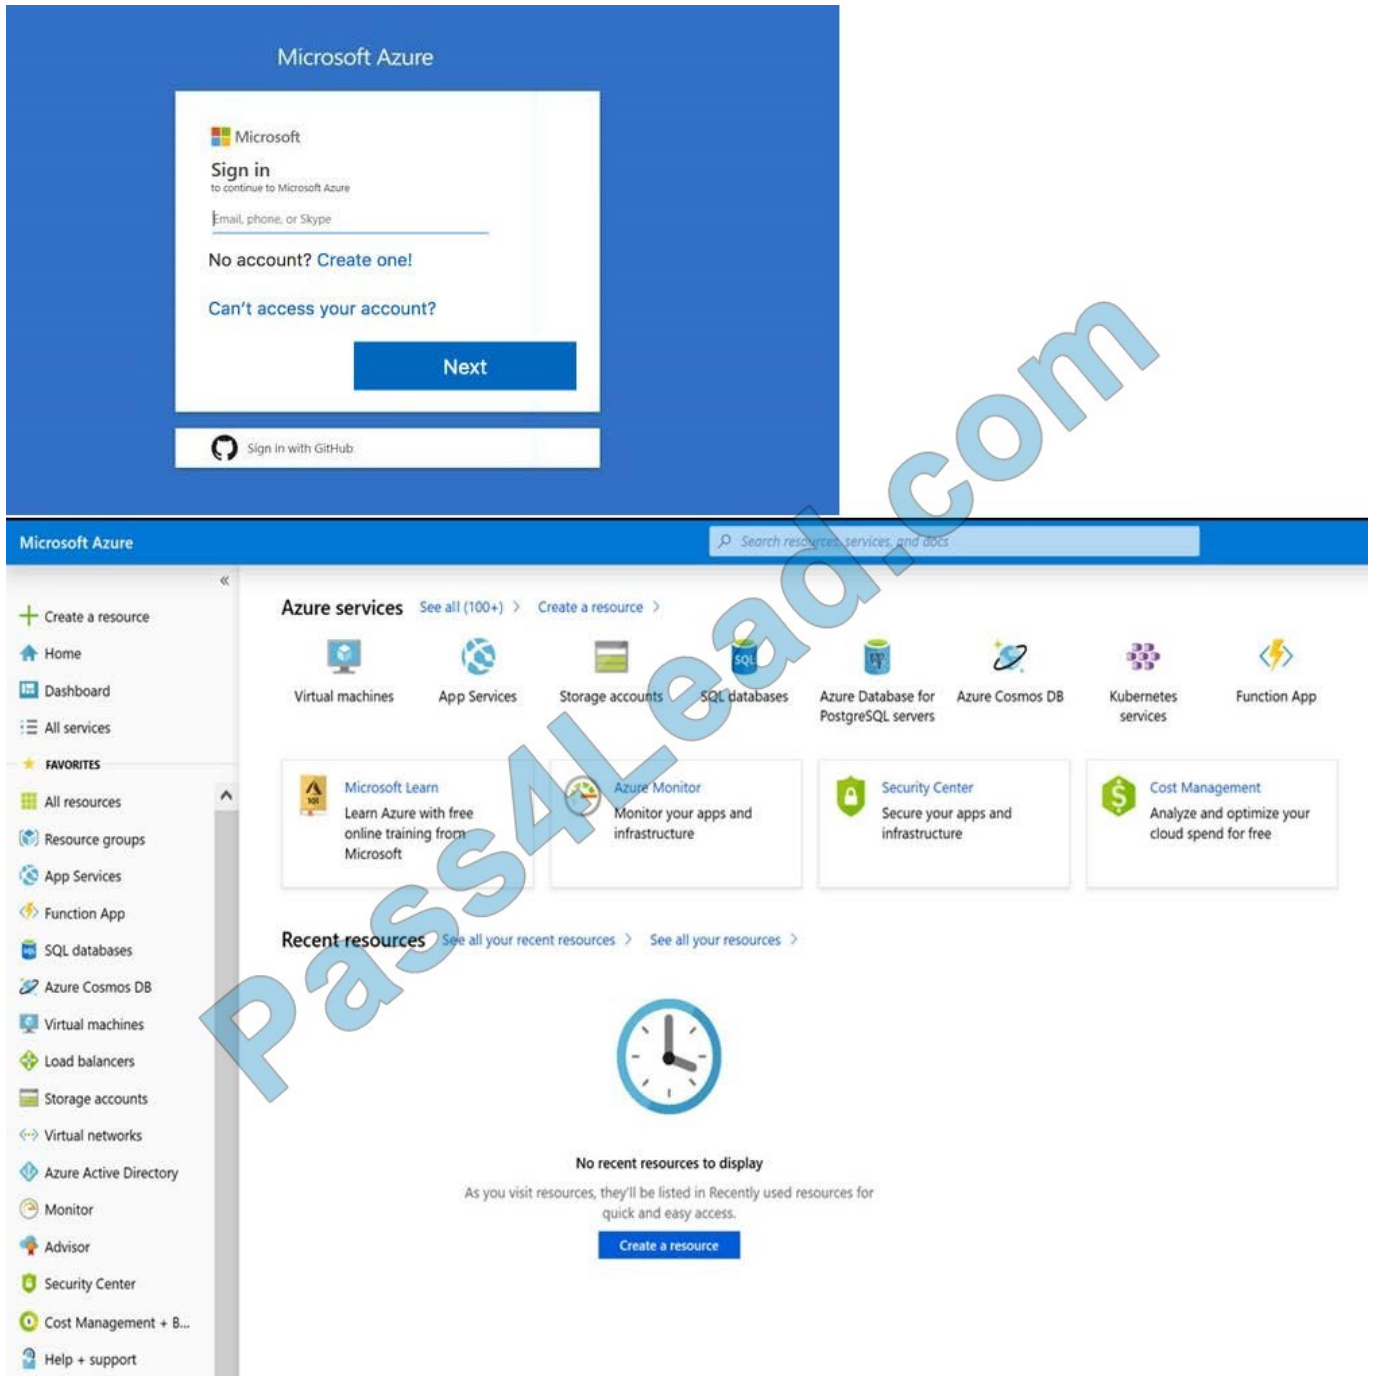 Microsoft Azure
Microsoft
Sign in
to continue to Microsoft Azure
Email, phone, or Skype
No account? Create one!
Can't access your account?
Next
Sign in with GitHub
Microsoft Azure
Search resources, services, and docs
«
Create a resource
Home
Dashboard
All services
FAVORITES
All resources
Resource groups
App Services
Function App
SQL databases
Azure Cosmos DB
Virtual machines
Load balancers
Storage accounts
Virtual networks
Azure Active Directory
Monitor
Advisor
Security Center
Cost Management + B...
Help + support
Azure services See all (100+) > Create a resource >
Virtual machines
App Services
Storage accounts
SQL
SQL databases
Azure Database for
PostgreSQL servers
Azure Cosmos DB
Kubernetes
services
Function App
Microsoft Learn
Learn Azure with free
online training from
Microsoft
Azure Monitor
Monitor your apps and
infrastructure
Security Center
Secure your apps and
infrastructure
Cost Management
Analyze and optimize your
cloud spend for free
Recent resources See all your recent resources > See all your resources >
No recent resources to display
As you visit resources, they'll be listed in Recently used resources for
quick and easy access.
Create a resource
Pass4Lead.com